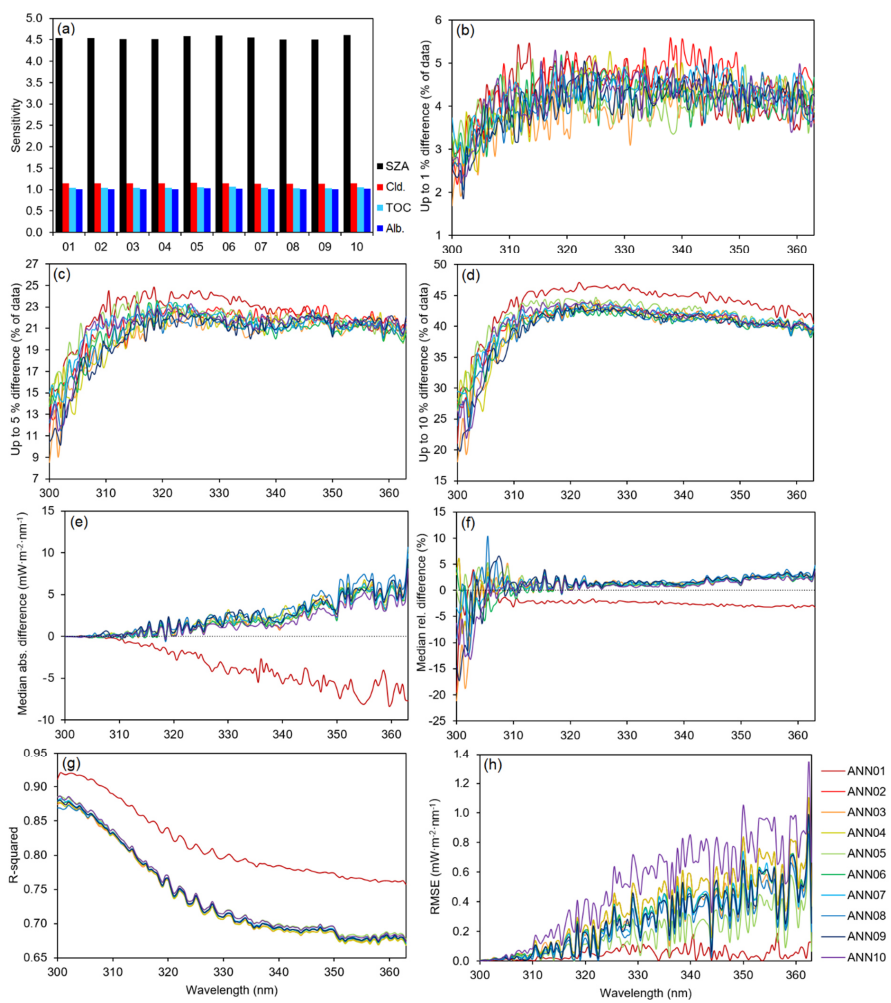 (a)
Sensitivity
5.0
4.5
4.0
3.5
3.0
2.5
2.0
1.5
1.0
0.5
0.0
01 02 03 04 05 06 07 08 09 10
SZA
Cld.
TOC
Alb.
(b)
Up to 1 % difference (% of data)
6
5
4
3
2
1
300 310 320 330 340 350 360
(c)
Up to 5 % difference (% of data)
27
25
23
21
19
17
15
13
11
9
7
300 310 320 330 340 350 360
(d)
Up to 10 % difference (% of data)
50
45
40
35
30
25
20
15
300 310 320 330 340 350 360
(e)
Median abs. difference (mW·m⁻²·nm⁻¹)
15
10
5
0
-5
-10
300 310 320 330 340 350 360
(f)
Median rel. difference (%)
15
10
5
0
-5
-10
-15
-20
-25
300 310 320 330 340 350 360
(g)
R-squared
0.95
0.90
0.85
0.80
0.75
0.70
0.65
300 310 320 330 340 350 360
Wavelength (nm)
(h)
RMSE (mW·m⁻²·nm⁻¹)
1.4
1.2
1.0
0.8
0.6
0.4
0.2
0.0
300 310 320 330 340 350 360
Wavelength (nm)
ANN01
ANN02
ANN03
ANN04
ANN05
ANN06
ANN07
ANN08
ANN09
ANN10